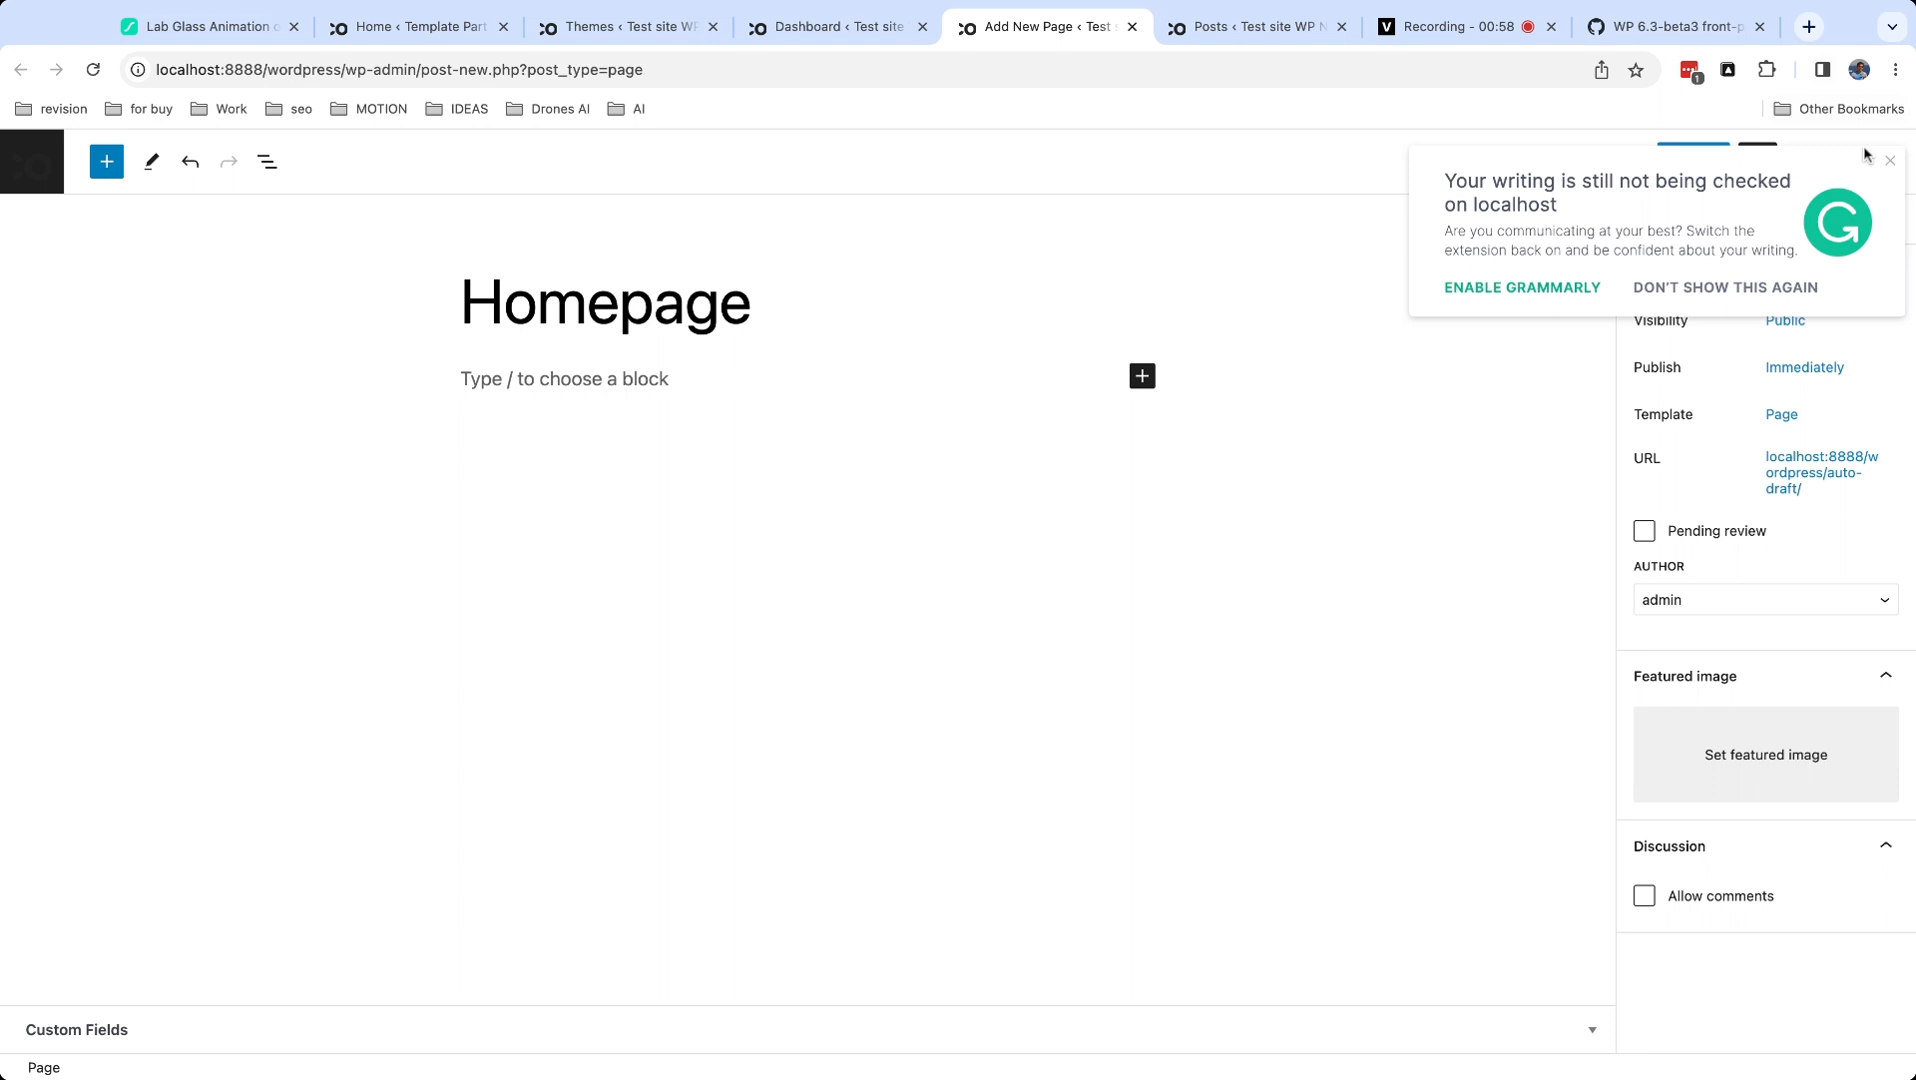 Lab Glass Animation
Home ‹ Template Part
Themes ‹ Test site WP
Dashboard ‹ Test site
Add New Page ‹ Test
Posts ‹ Test site WP N
Recording - 00:58
WP 6.3-beta3 front-p
localhost:8888/wordpress/wp-admin/post-new.php?post_type=page
1
revision
for buy
Work
seo
MOTION
IDEAS
Drones AI
AI
Other Bookmarks
Your writing is still not being checked
on localhost
Are you communicating at your best? Switch the
extension back on and be confident about your writing.
ENABLE GRAMMARLY
DON'T SHOW THIS AGAIN
Homepage
Type / to choose a block
Visibility
Public
Publish
Immediately
Template
Page
URL
localhost:8888/w
ordpress/auto-
draft/
Pending review
AUTHOR
admin
Featured image
Set featured image
Discussion
Allow comments
Custom Fields
Page